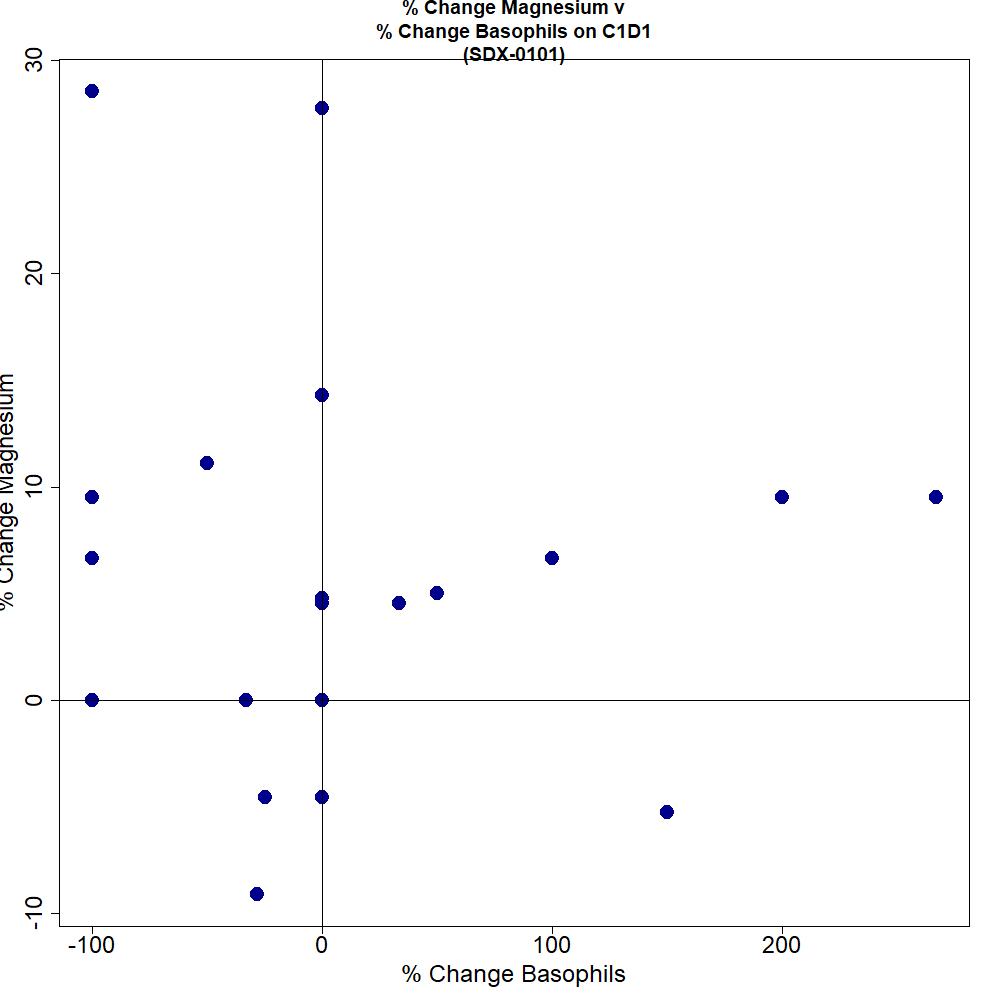 % Change Magnesium v
% Change Basophils on C1D1
(SDX-0101)
30
20
10
0
-10
% Change Magnesium
-100
0
100
200
% Change Basophils